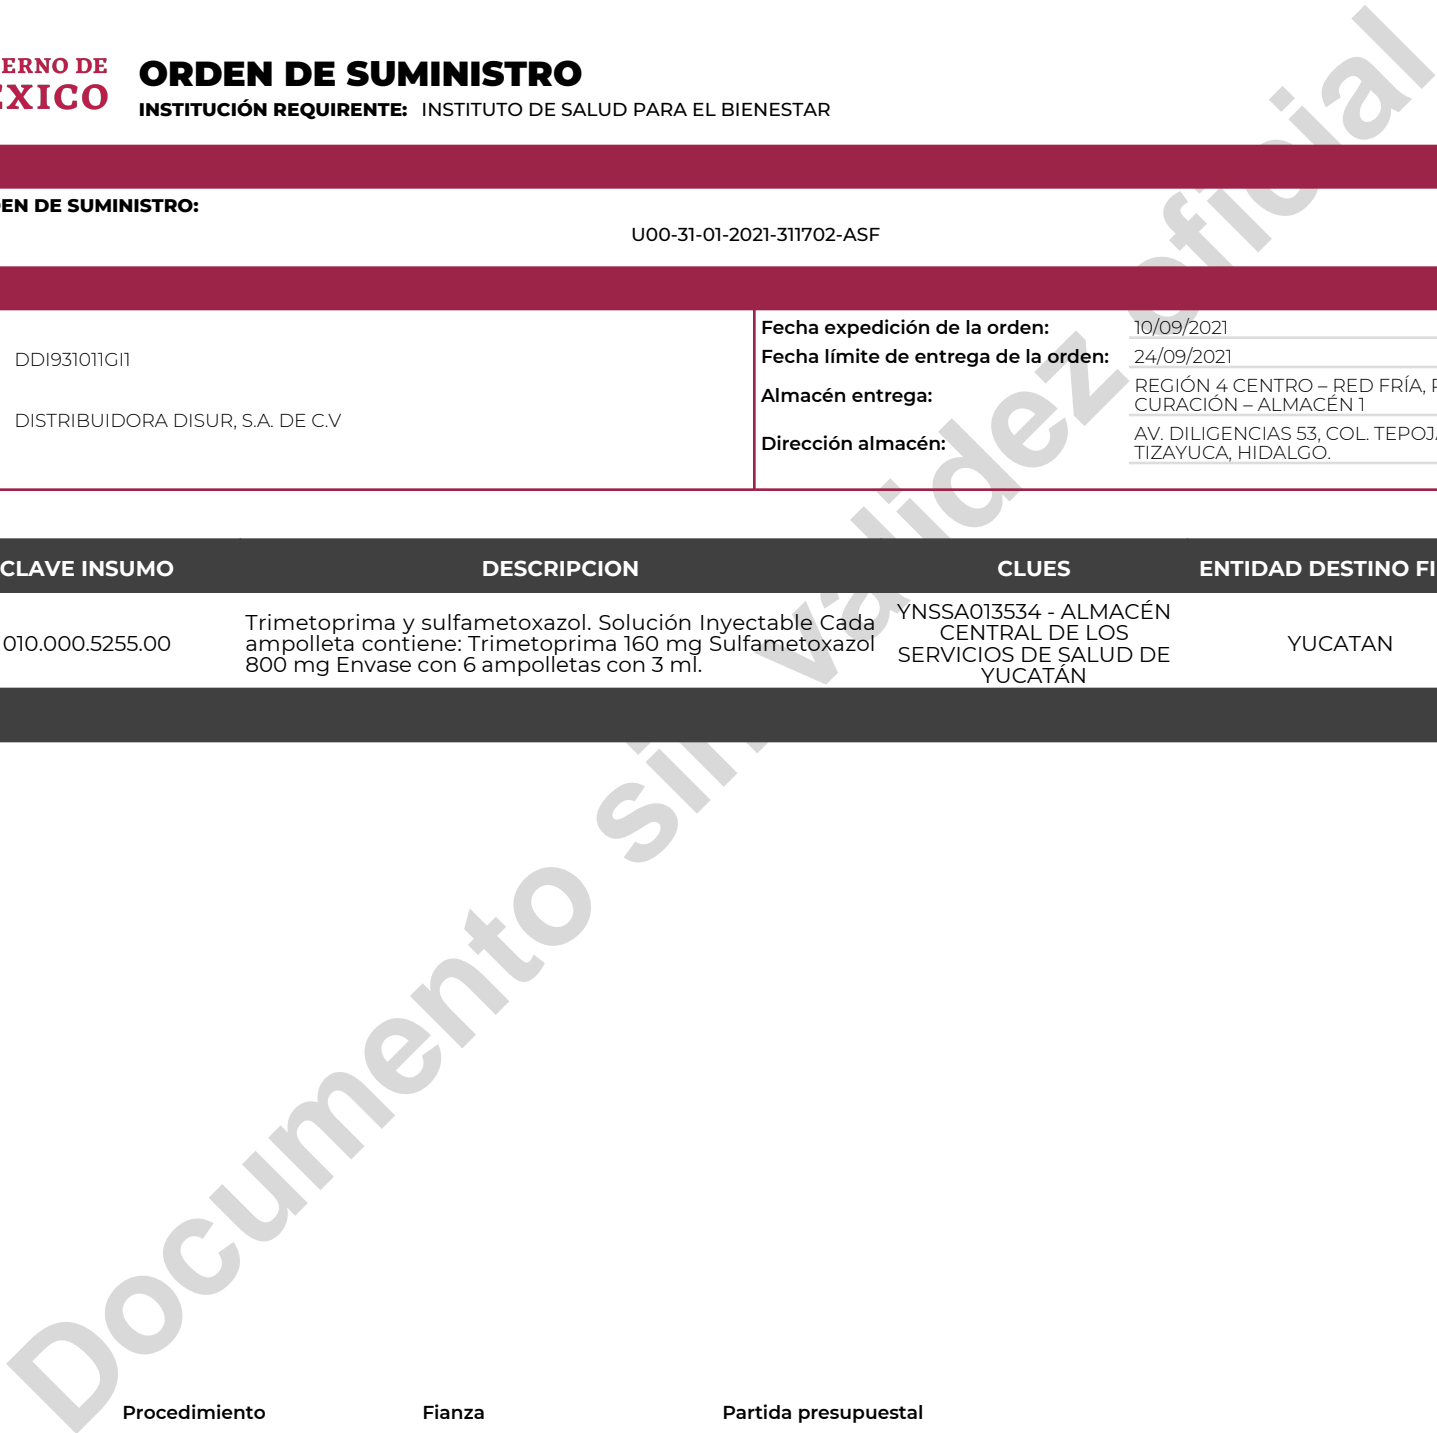 ERNO DE
EXICO
ORDEN DE SUMINISTRO
INSTITUCIÓN REQUIRENTE: INSTITUTO DE SALUD PARA EL BIENESTAR
EN DE SUMINISTRO:
U00-31-01-2021-311702-ASF
DDI931011GI1
DISTRIBUIDORA DISUR, S.A. DE C.V
Fecha expedición de la orden: 10/09/2021
Fecha límite de entrega de la orden: 24/09/2021
Almacén entrega: REGIÓN 4 CENTRO – RED FRÍA,
CURACIÓN – ALMACÉN 1
Dirección almacén: AV. DILIGENCIAS 53, COL. TEPOJA
TIZAYUCA, HIDALGO.
CLAVE INSUMO DESCRIPCION CLUES ENTIDAD DESTINO FI
010.000.5255.00
Trimetoprima y sulfametoxazol. Solución Inyectable Cada
ampolleta contiene: Trimetoprima 160 mg Sulfametoxazol
800 mg Envase con 6 ampolletas con 3 ml.
YNSSA013534 - ALMACÉN
CENTRAL DE LOS
SERVICIOS DE SALUD DE
YUCATÁN
YUCATAN
Documento sin validez oficial
Procedimiento Fianza Partida presupuestal